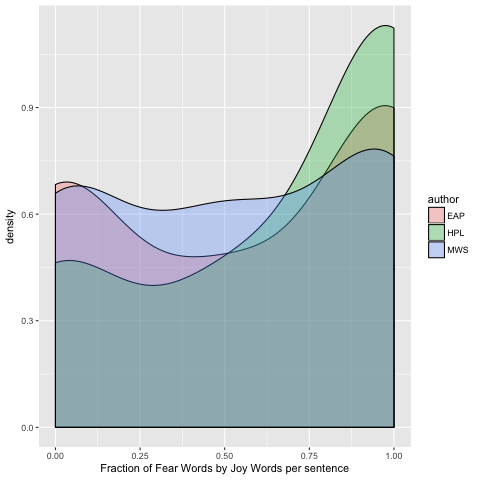 0.9
0.6
0.3
0.0
density
0.00 0.25 0.50 0.75 1.00
Fraction of Fear Words by Joy Words per sentence
author
EAP
HPL
MWS